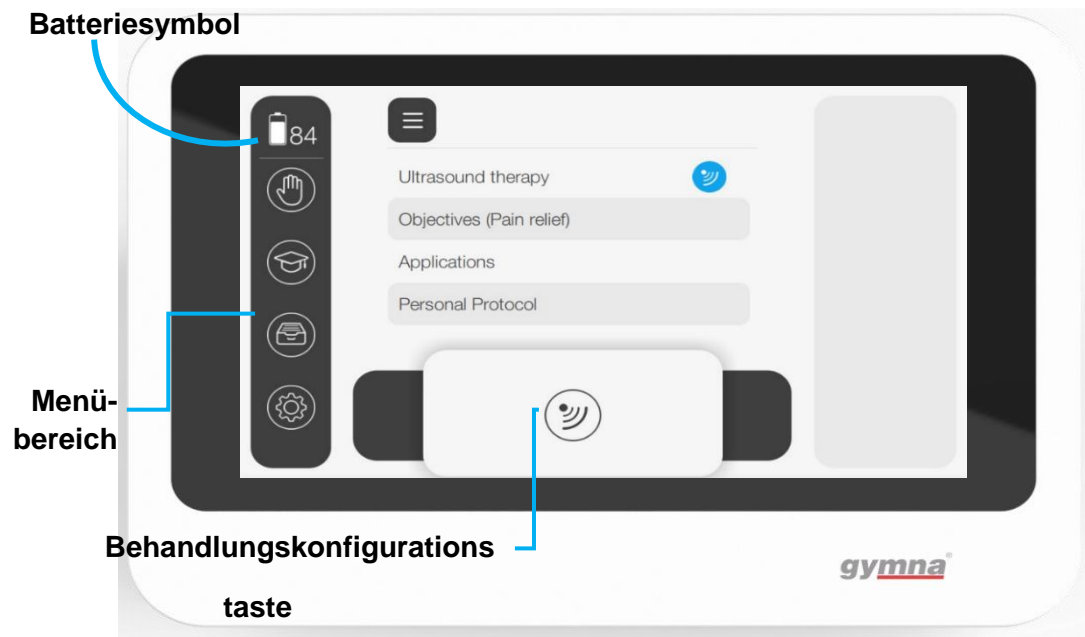 Batteriesymbol
84
Ultrasound therapy
Objectives (Pain relief)
Applications
Personal Protocol
Menü-
bereich
Behandlungskonfigurations
taste
gymna®